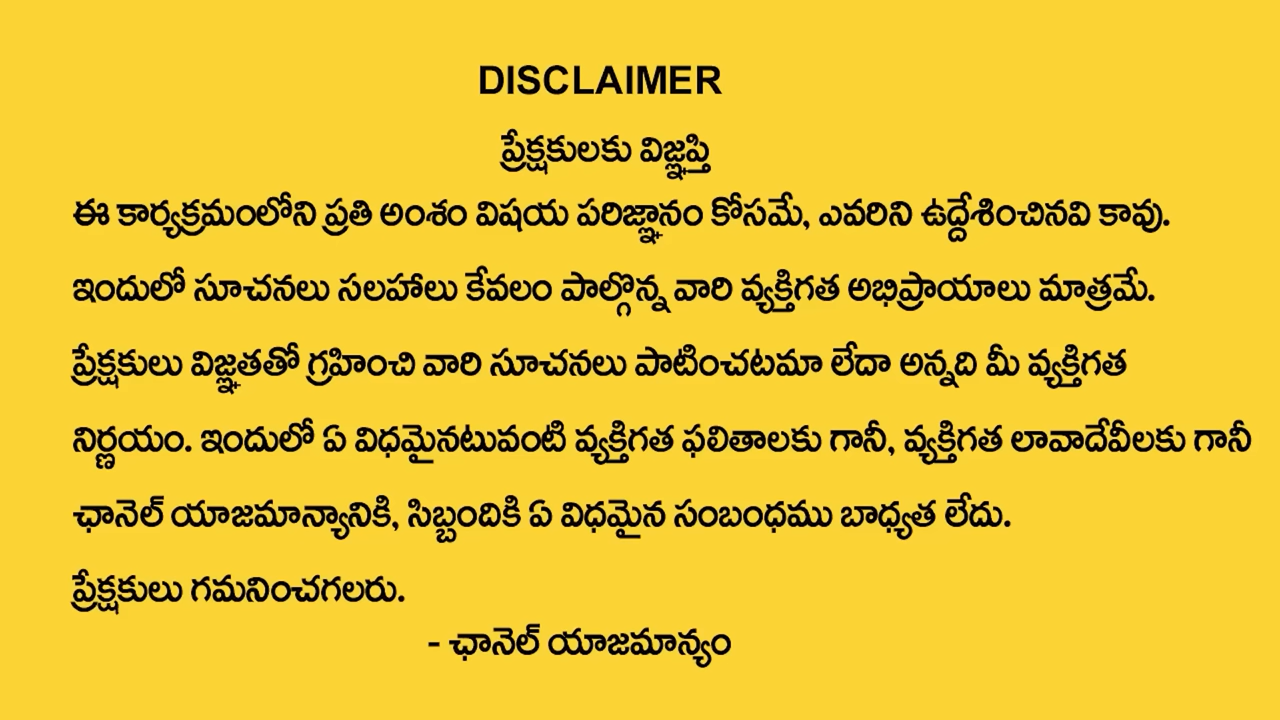 DISCLAIMER
ప్రేక్షకులకు విజ్ఞప్తి
ఈ కార్యక్రమంలోని ప్రతి అంశం విషయ పరిజ్ఞానం కోసమే, ఎవరిని ఉద్దేశించినవి కావు.
ఇందులో సూచనలు సలహాలు కేవలం పాల్గొన్న వారి వ్యక్తిగత అభిప్రాయాలు మాత్రమే.
ప్రేక్షకులు విజ్ఞతతో గ్రహించి వారి సూచనలు పాటించటమా లేదా అన్నది మీ వ్యక్తిగత
నిర్ణయం. ఇందులో ఏ విధమైనటువంటి వ్యక్తిగత ఫలితాలకు గానీ, వ్యక్తిగత లావాదేవీలకు గానీ
ఛానెల్ యాజమాన్యానికి, సిబ్బందికి ఏ విధమైన సంబంధము బాధ్యత లేదు.
ప్రేక్షకులు గమనించగలరు.
- ఛానెల్ యాజమాన్యం